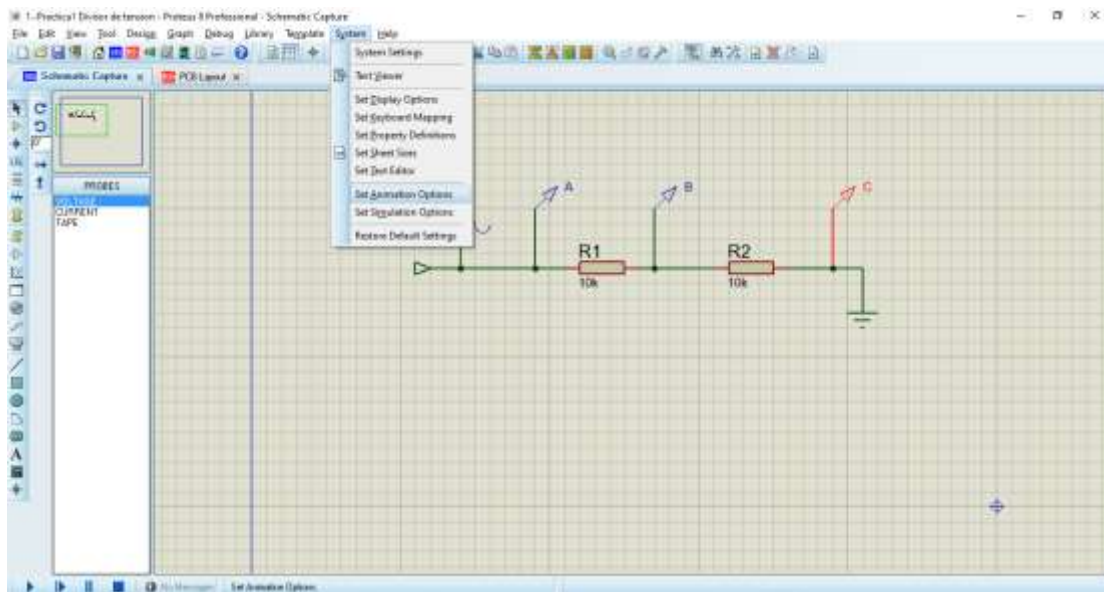 1.-Practica1 Divisor de tension - Proteus 8 Professional - Schematic Capture
File Edit View Tool Design Graph Debug Library Template System Help
Schematic Capture
PCB Layout
System Settings
Text Viewer
Set Display Options
Set Keyboard Mapping
Set Property Definitions
Set Sheet Sizes
Set Text Editor
Set Animation Options
Set Simulation Options
Restore Default Settings
PROBES
VOLTAGE
CURRENT
TAPE
A
B
C
R1
10k
R2
10k
No Messages
Set Animation Options